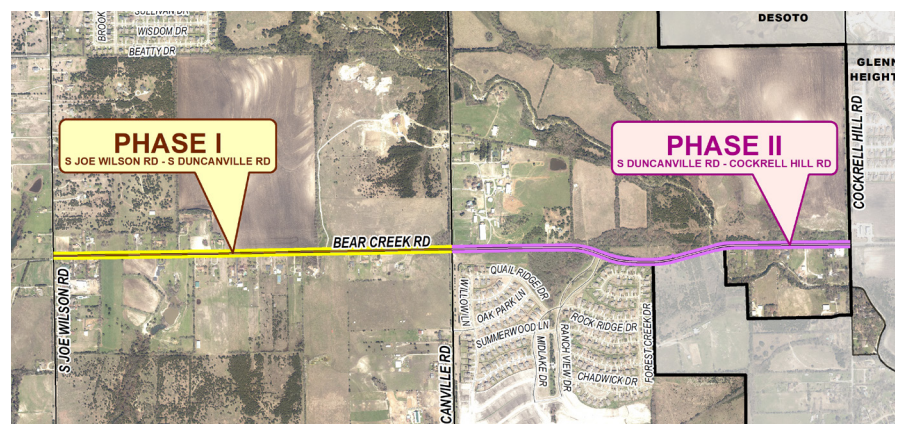 SULLIVAN DR
BROOK
WISDOM DR
BEATTY DR
DESOTO
GLENN
HEIGHT
PHASE I
S JOE WILSON RD - S DUNCANVILLE RD
PHASE II
S DUNCANVILLE RD - COCKRELL HILL RD
COCKRELL HILL RD
BEAR CREEK RD
S JOE WILSON RD
CANVILLE RD
WILLOW LN
QUAIL RIDGE DR
OAK PARK LN
SUMMERWOOD LN
MIDLAKE DR
RANCH VIEW DR
ROCK RIDGE DR
CHADWICK DR
FOREST CREEK DR